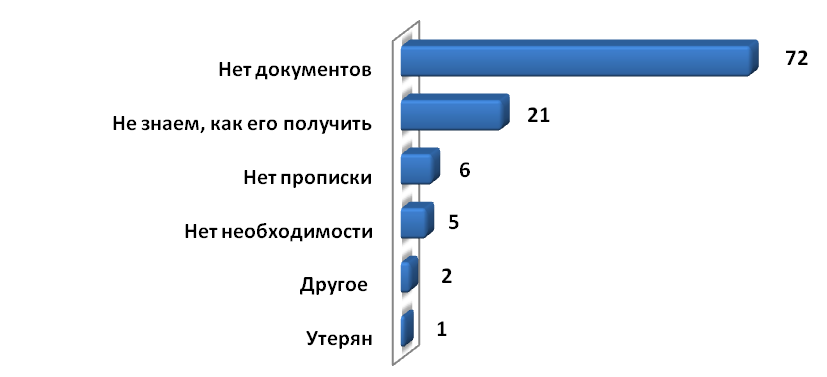 Нет документов 72
Не знаем, как его получить 21
Нет прописки 6
Нет необходимости 5
Другое 2
Утерян 1